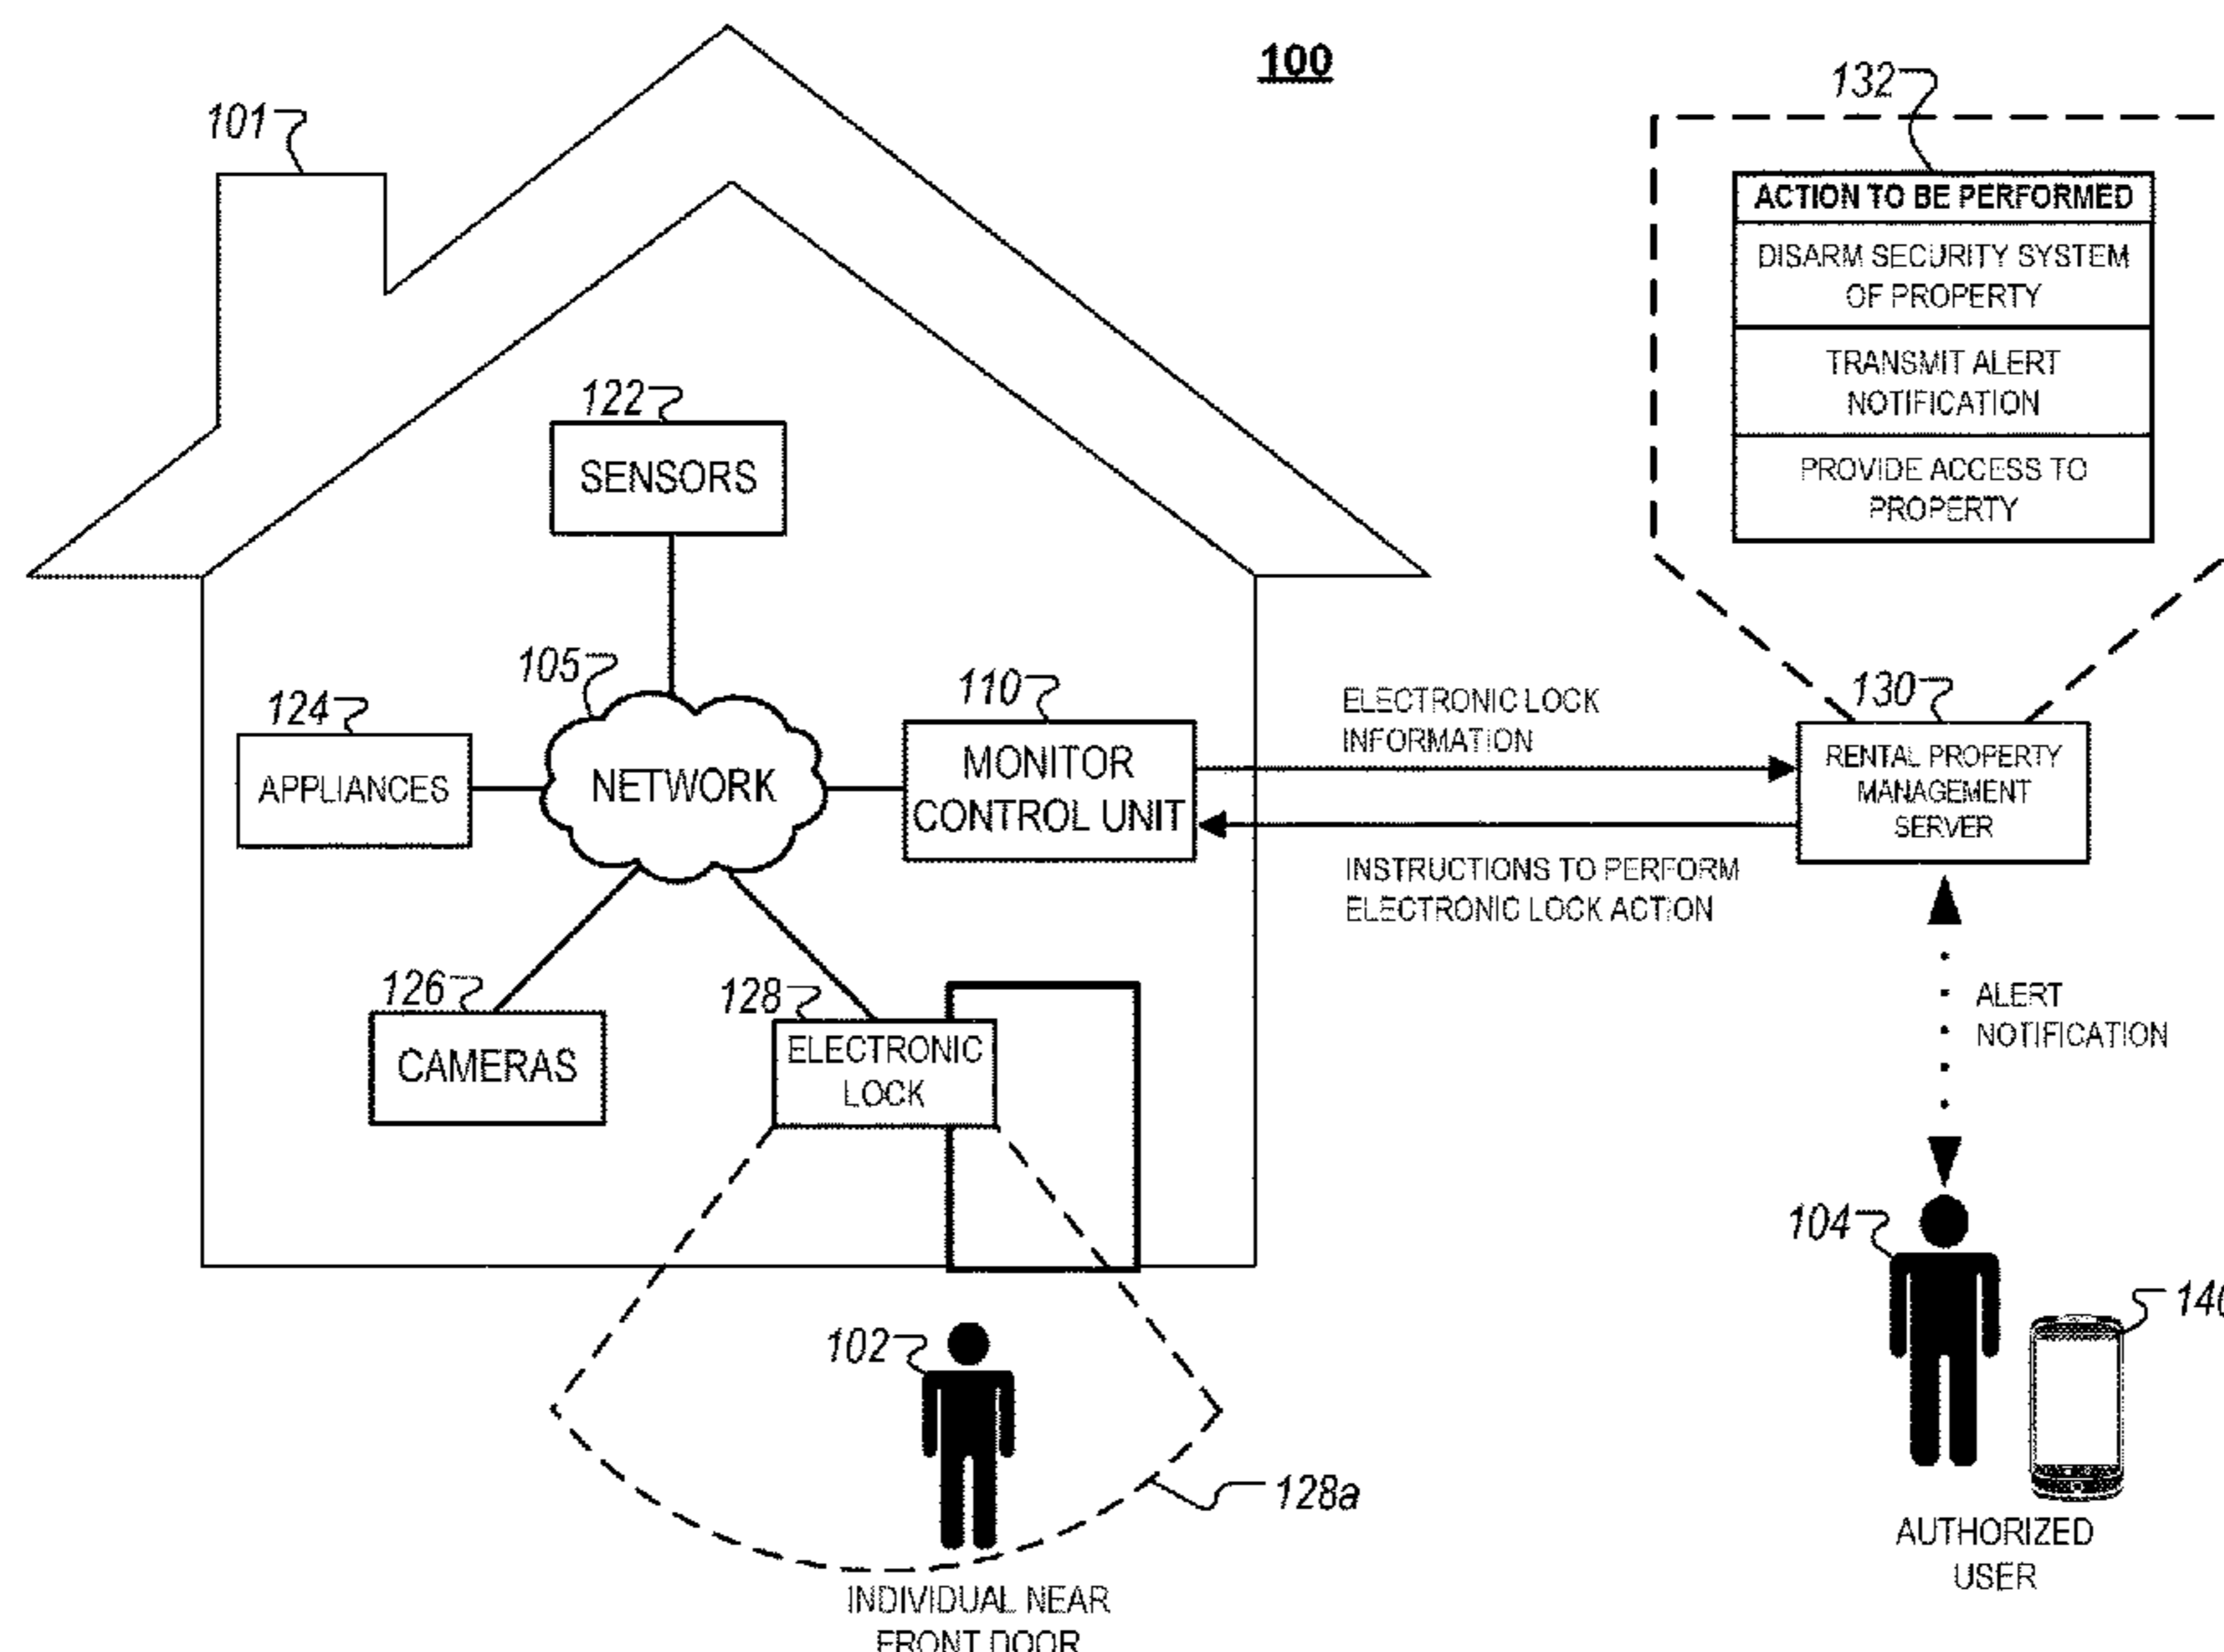 100
132
101
ACTION TO BE PERFORMED
DISARM SECURITY SYSTEM
OF PROPERTY
TRANSMIT ALERT
NOTIFICATION
PROVIDE ACCESS TO
PROPERTY
122
SENSORS
105
NETWORK
124
APPLIANCES
110
MONITOR
CONTROL UNIT
ELECTRONIC LOCK
INFORMATION
INSTRUCTIONS TO PERFORM
ELECTRONIC LOCK ACTION
130
RENTAL PROPERTY
MANAGEMENT
SERVER
126
CAMERAS
128
ELECTRONIC
LOCK
ALERT
NOTIFICATION
104
102
128a
AUTHORIZED
USER
INDIVIDUAL NEAR
FRONT DOOR